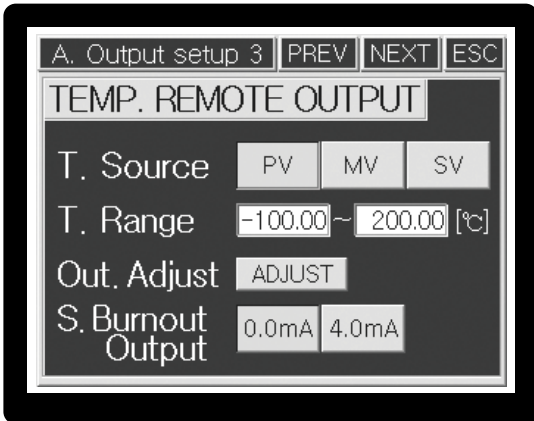 A. Output setup 3 PREV NEXT ESC
TEMP. REMOTE OUTPUT
T. Source PV MV SV
T. Range -100.00 ~ 200.00 [℃]
Out. Adjust ADJUST
S. Burnout Output 0.0mA 4.0mA